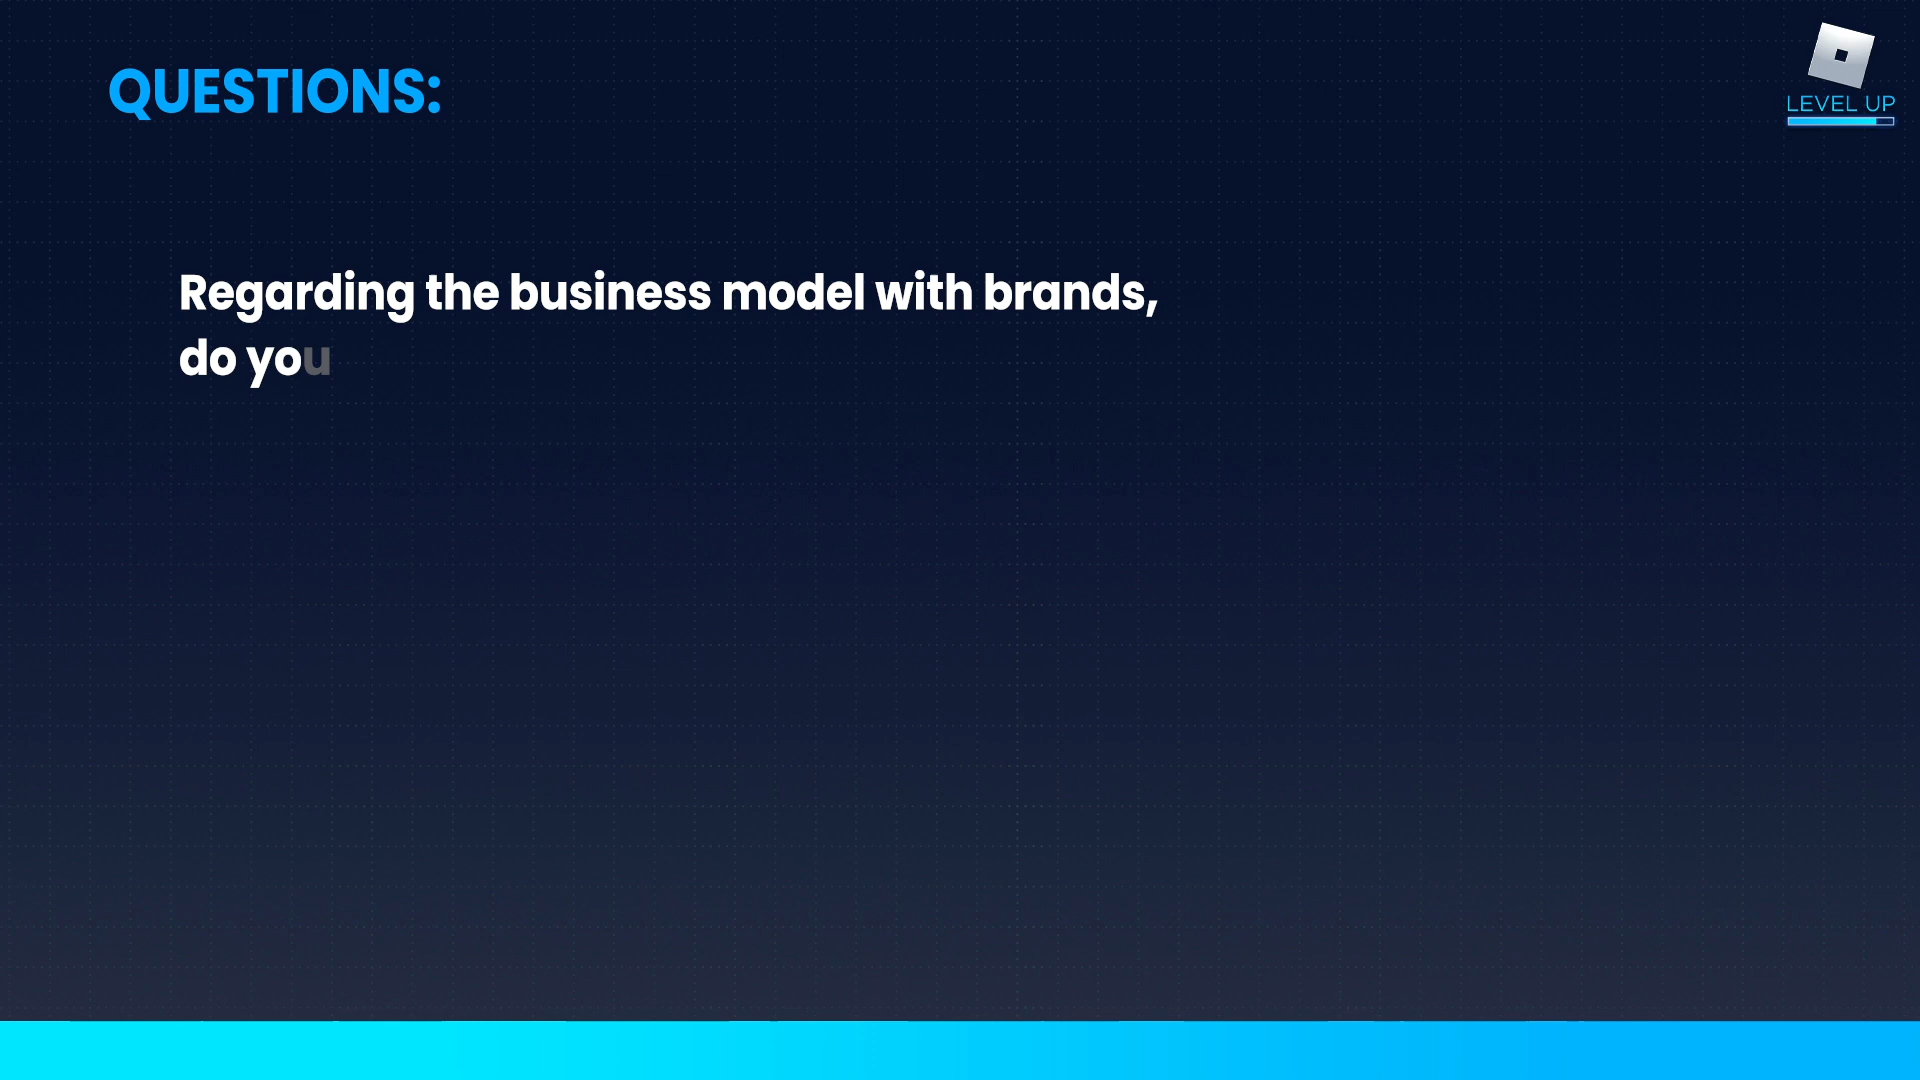 QUESTIONS:
LEVEL UP
Regarding the business model with brands,
do you